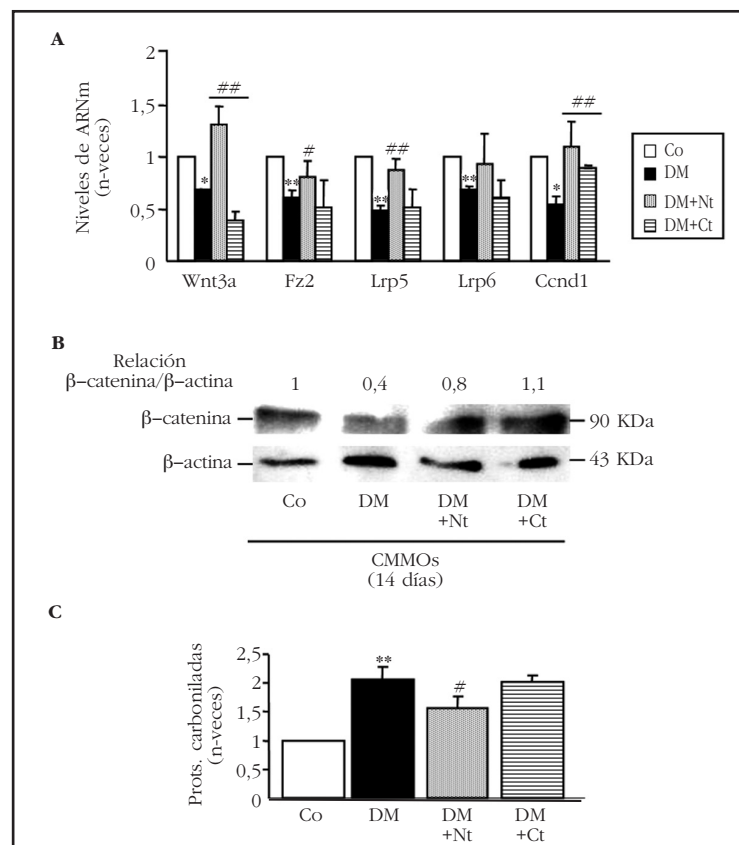 A
Niveles de ARNm
(n-veces)
2
1,5
1
0,5
0
##
#
##
##
*
**
**
**
*
Wnt3a Fz2 Lrp5 Lrp6 Ccnd1
Co
DM
DM+Nt
DM+Ct
B
Relación
β-catenina/β-actina 1 0,4 0,8 1,1
β-catenina 90 KDa
β-actina 43 KDa
Co DM DM DM
+Nt +Ct
CMMOs
(14 días)
C
Prots. carboniladas
(n-veces)
2,5
2
1,5
1
0,5
0
**
#
Co DM DM DM
+Nt +Ct